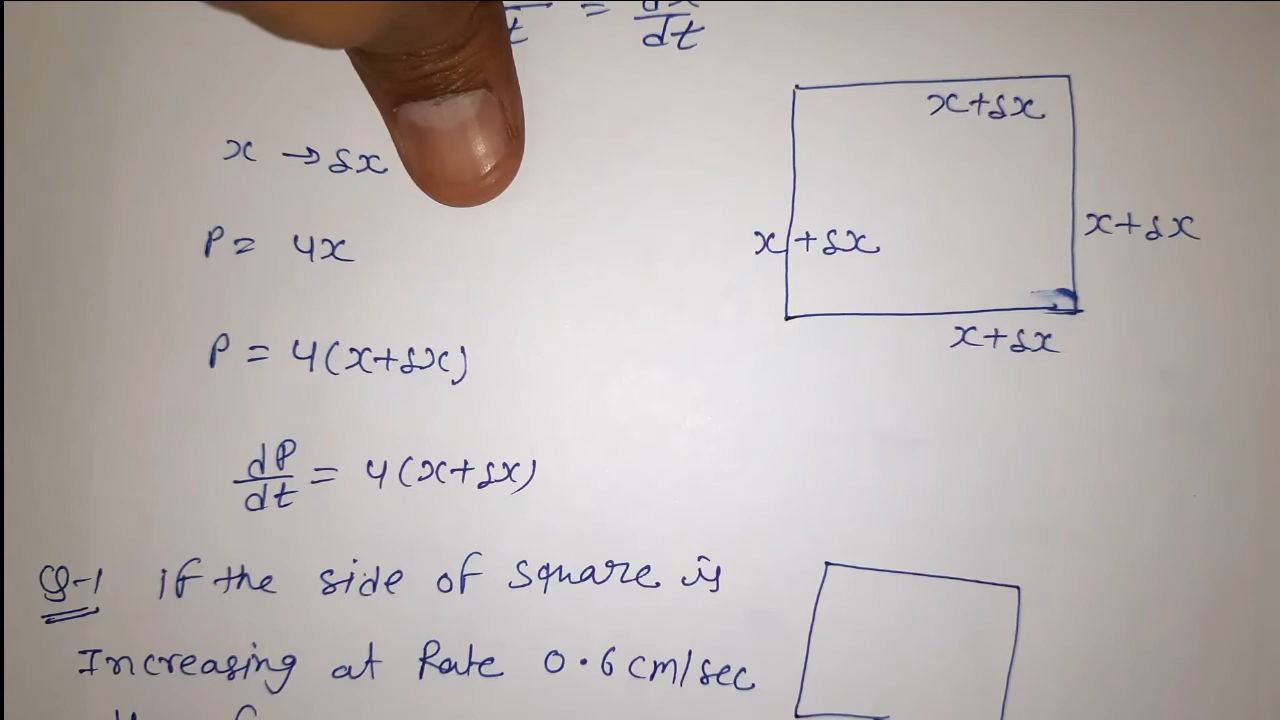 = dx/dt
x → δx
P = 4x
P = 4(x+δx)
dP/dt = 4(x+δx)
x+δx
x+δx
x+δx
x+δx
Q-1 if the side of square is
Increasing at Rate 0.6 cm/sec